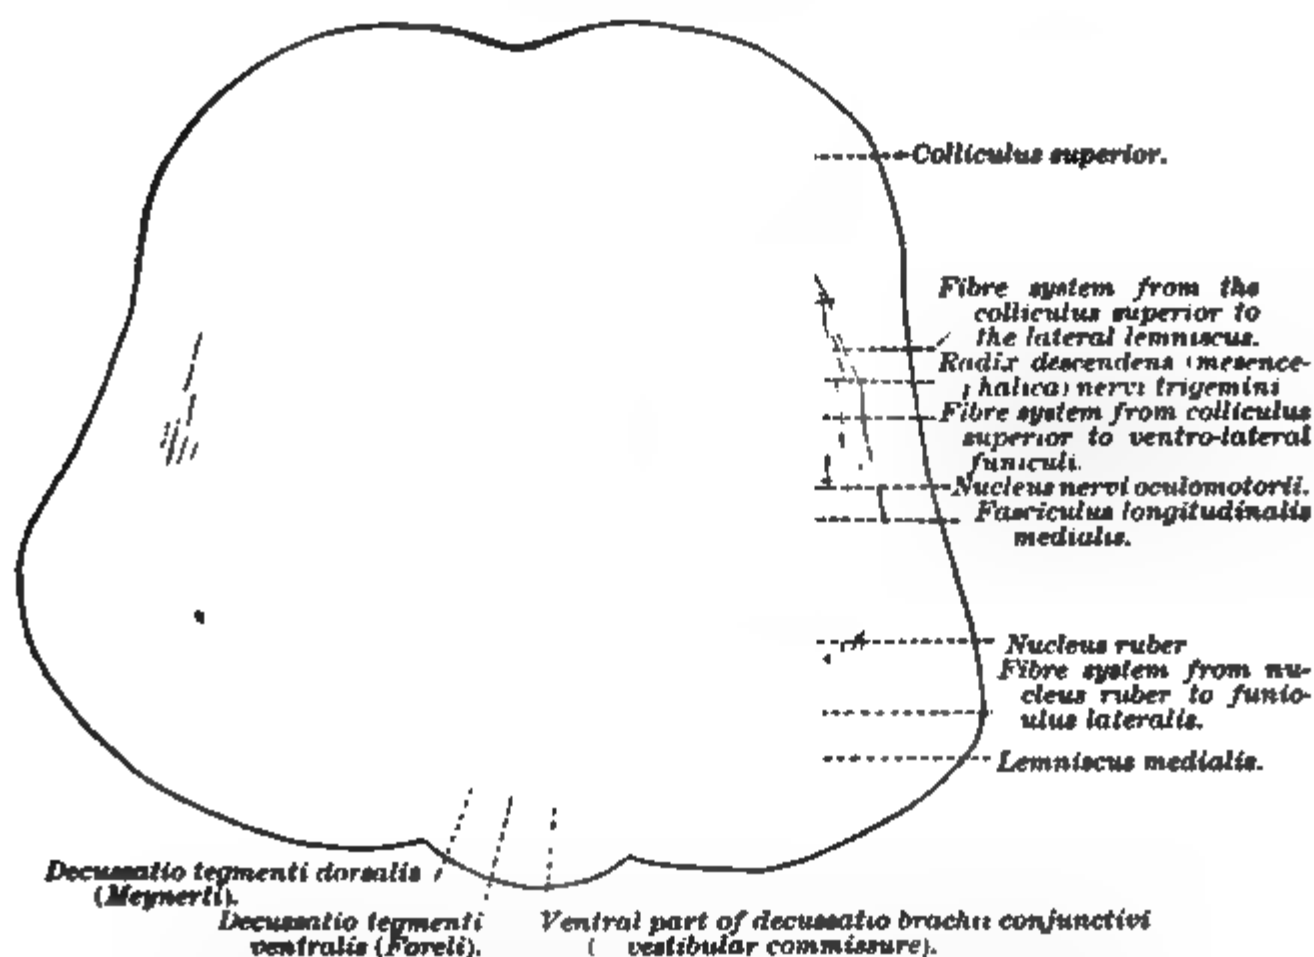 Colliculus superior.
Fibre system from the
colliculus superior to
the lateral lemniscus.
Radix descendens (mesence-
phalica) nervi trigemini
Fibre system from colliculus
superior to ventro-lateral
funiculi.
Nucleus nervi oculomotorii.
Fasciculus longitudinalis
medialis.
Nucleus ruber
Fibre system from nu-
cleus ruber to funic-
ulus lateralis.
Lemniscus medialis.
Decussatio tegmenti dorsalis
(Meynerti).
Decussatio tegmenti
ventralis (Foreli).
Ventral part of decussatio brachii conjunctivi
( vestibular commissure).